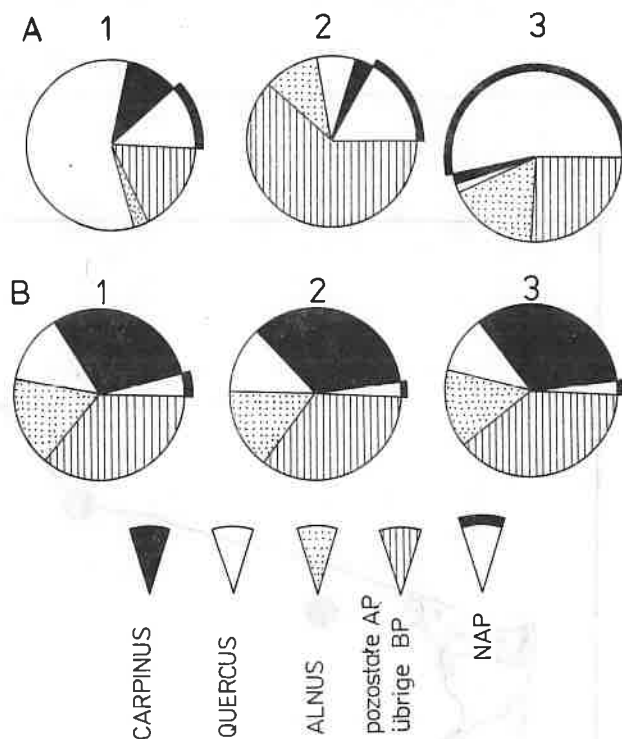 A
1 2 3
B
1 2 3
CARPINUS
QUERCUS
ALNUS
pozostałe AP,
übrige BP
NAP